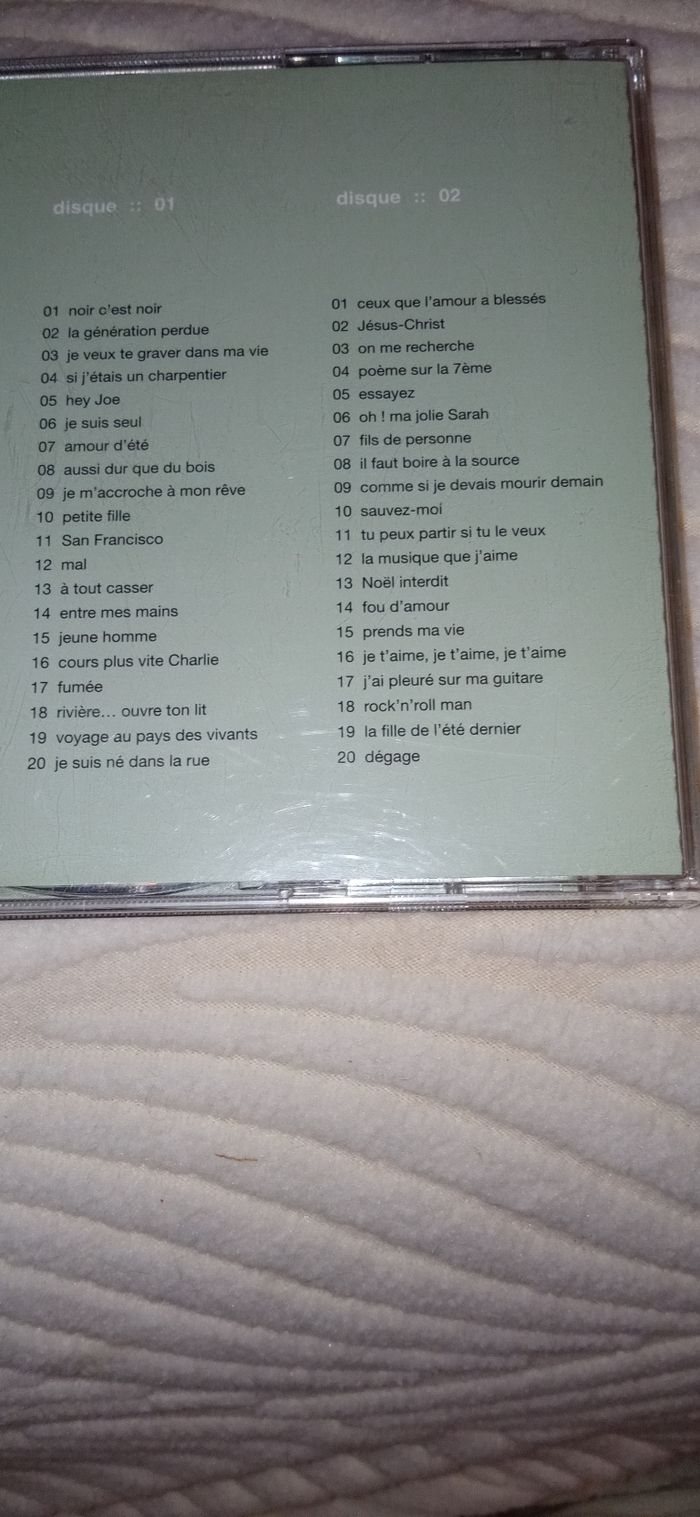 disque :: 01
01 noir c'est noir
02 la génération perdue
03 je veux te graver dans ma vie
04 si j'étais un charpentier
05 hey Joe
06 je suis seul
07 amour d'été
08 aussi dur que du bois
09 je m'accroche à mon rêve
10 petite fille
11 San Francisco
12 mal
13 à tout casser
14 entre mes mains
15 jeune homme
16 cours plus vite Charlie
17 fumée
18 rivière... ouvre ton lit
19 voyage au pays des vivants
20 je suis né dans la rue
disque :: 02
01 ceux que l'amour a blessés
02 Jésus-Christ
03 on me recherche
04 poème sur la 7ème
05 essayez
06 oh ! ma jolie Sarah
07 fils de personne
08 il faut boire à la source
09 comme si je devais mourir demain
10 sauvez-moi
11 tu peux partir si tu le veux
12 la musique que j'aime
13 Noël interdit
14 fou d'amour
15 prends ma vie
16 je t'aime, je t'aime, je t'aime
17 j'ai pleuré sur ma guitare
18 rock'n'roll man
19 la fille de l'été dernier
20 dégage